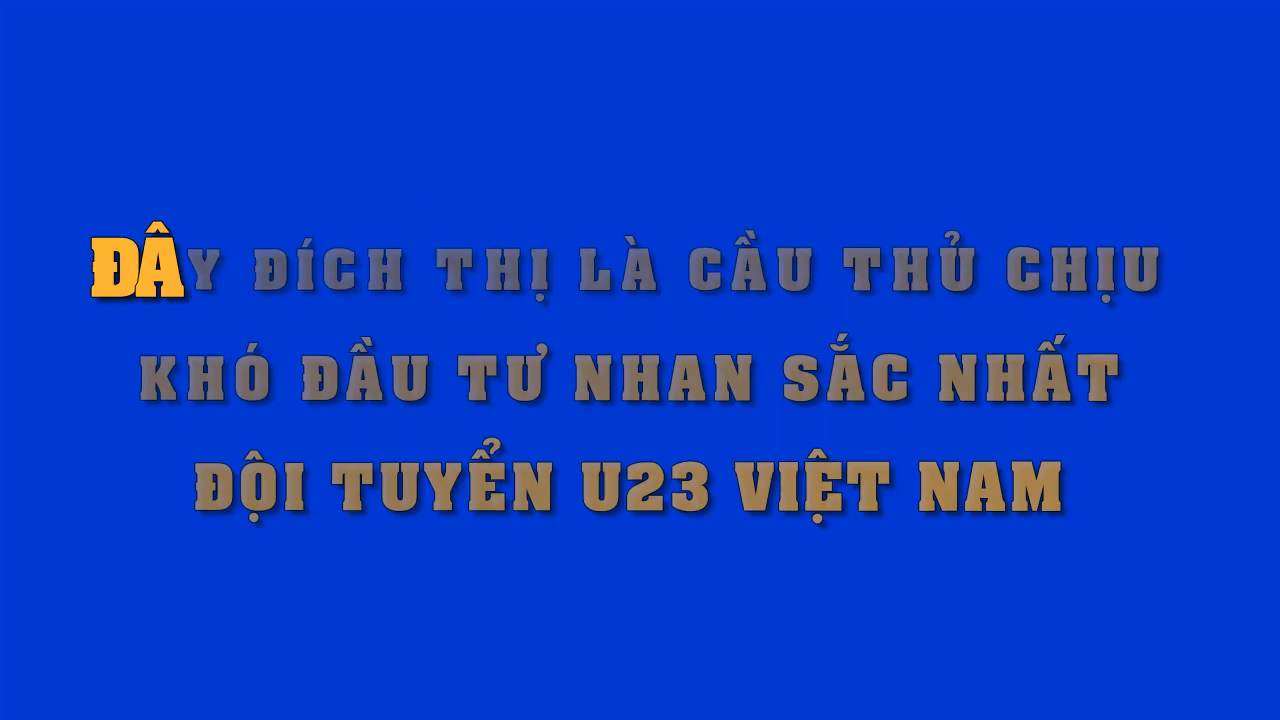 ĐÂY ĐÍCH THỊ LÀ CẦU THỦ CHỊU
KHÓ ĐẦU TƯ NHAN SẮC NHẤT
ĐỘI TUYỂN U23 VIỆT NAM